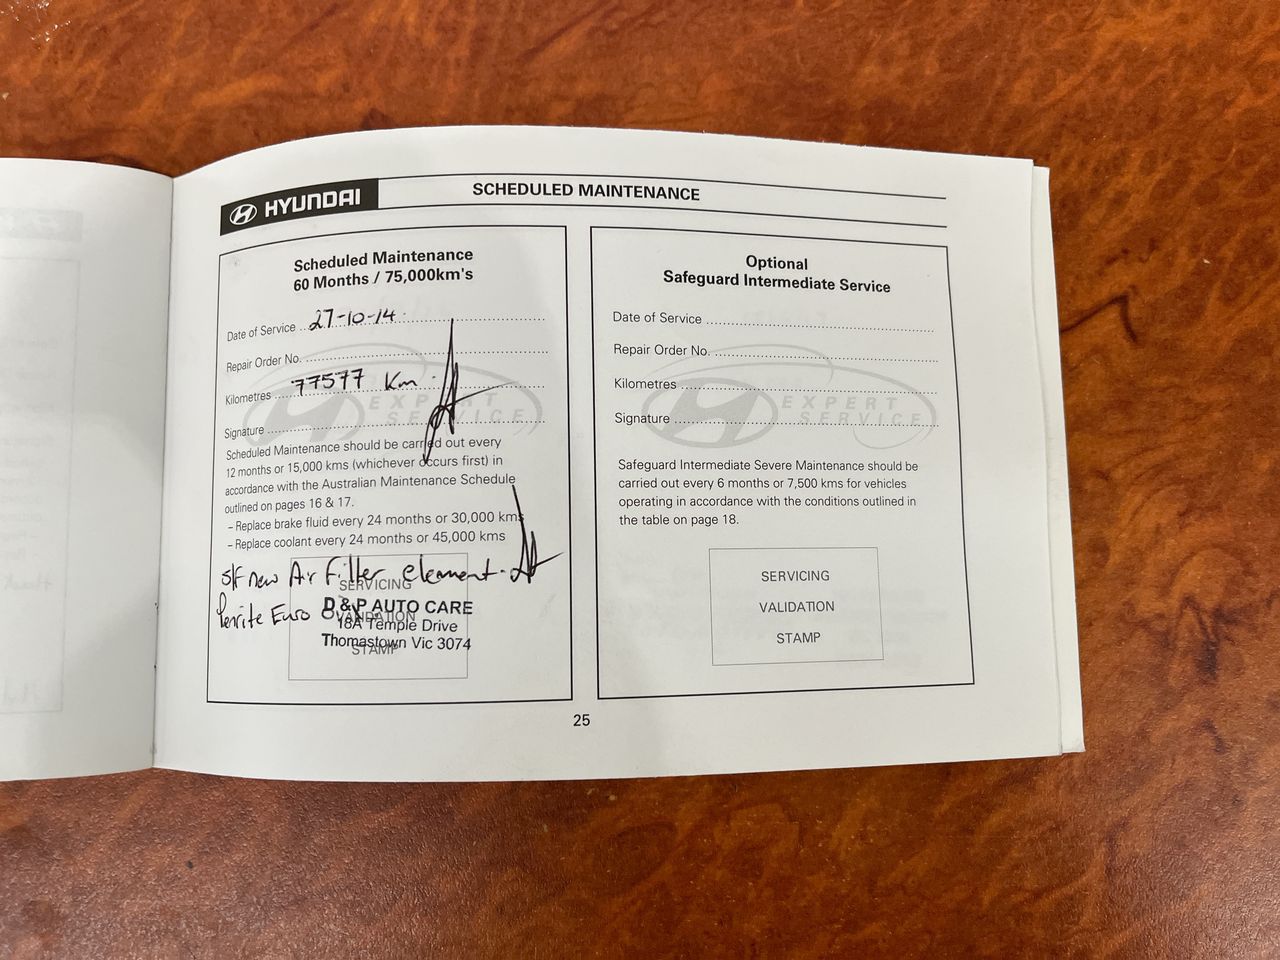 HYUNDAI
SCHEDULED MAINTENANCE
Scheduled Maintenance
60 Months / 75,000km's
Date of Service ... 27-10-14
Repair Order No.
Kilometres ... 77577 Km
Signature
EXPERT
SERVICE
Scheduled Maintenance should be carried out every
12 months or 15,000 kms (whichever occurs first) in
accordance with the Australian Maintenance Schedule
outlined on pages 16 & 17.
– Replace brake fluid every 24 months or 30,000 kms
– Replace coolant every 24 months or 45,000 kms
new Air Filter element.
Penrite Euro
SERVICING
VALIDATION
STAMP
D & P AUTO CARE
18A Temple Drive
Thomastown Vic 3074
Optional
Safeguard Intermediate Service
Date of Service
Repair Order No.
Kilometres
Signature
EXPERT
SERVICE
Safeguard Intermediate Severe Maintenance should be
carried out every 6 months or 7,500 kms for vehicles
operating in accordance with the conditions outlined in
the table on page 18.
SERVICING
VALIDATION
STAMP
25